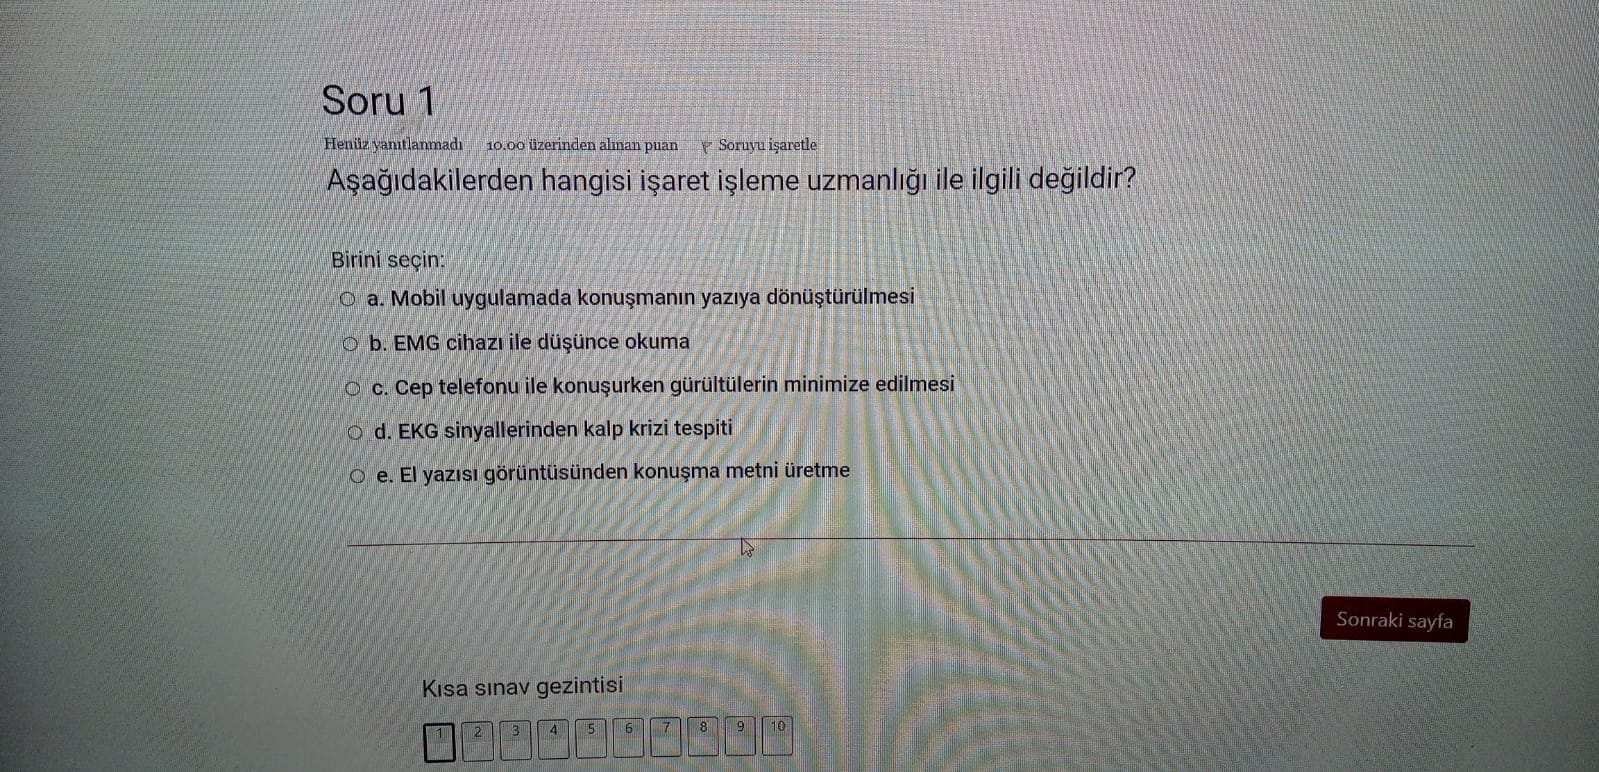 Soru 1
Henüz yanıtlanmadı 10,00 üzerinden alınan puan Soruyu işaretle
Aşağıdakilerden hangisi işaret işleme uzmanlığı ile ilgili değildir?
Birini seçin:
a. Mobil uygulamada konuşmanın yazıya dönüştürülmesi
b. EMG cihazı ile düşünce okuma
c. Cep telefonu ile konuşurken gürültülerin minimize edilmesi
d. EKG sinyallerinden kalp krizi tespiti
e. El yazısı görüntüsünden konuşma metni üretme
Sonraki sayfa
Kısa sınav gezintisi
1 2 3 4 5 6 7 8 9 10